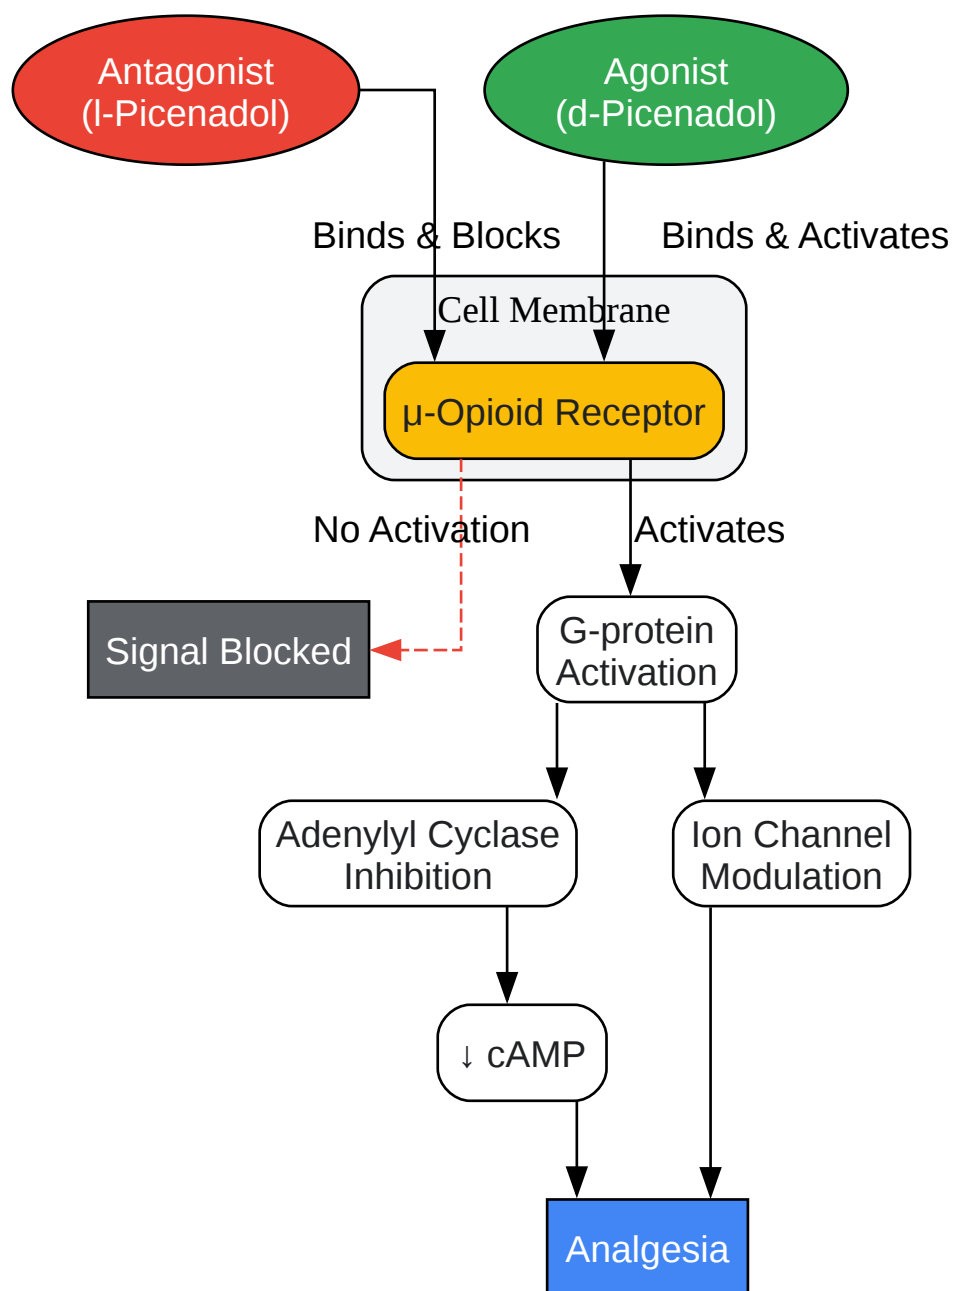 Antagonist
(l-Picenadol)
Agonist
(d-Picenadol)
Binds & Blocks
Binds & Activates
Cell Membrane
μ-Opioid Receptor
No Activation
Activates
Signal Blocked
G-protein
Activation
Adenylyl Cyclase
Inhibition
Ion Channel
Modulation
↓ cAMP
Analgesia